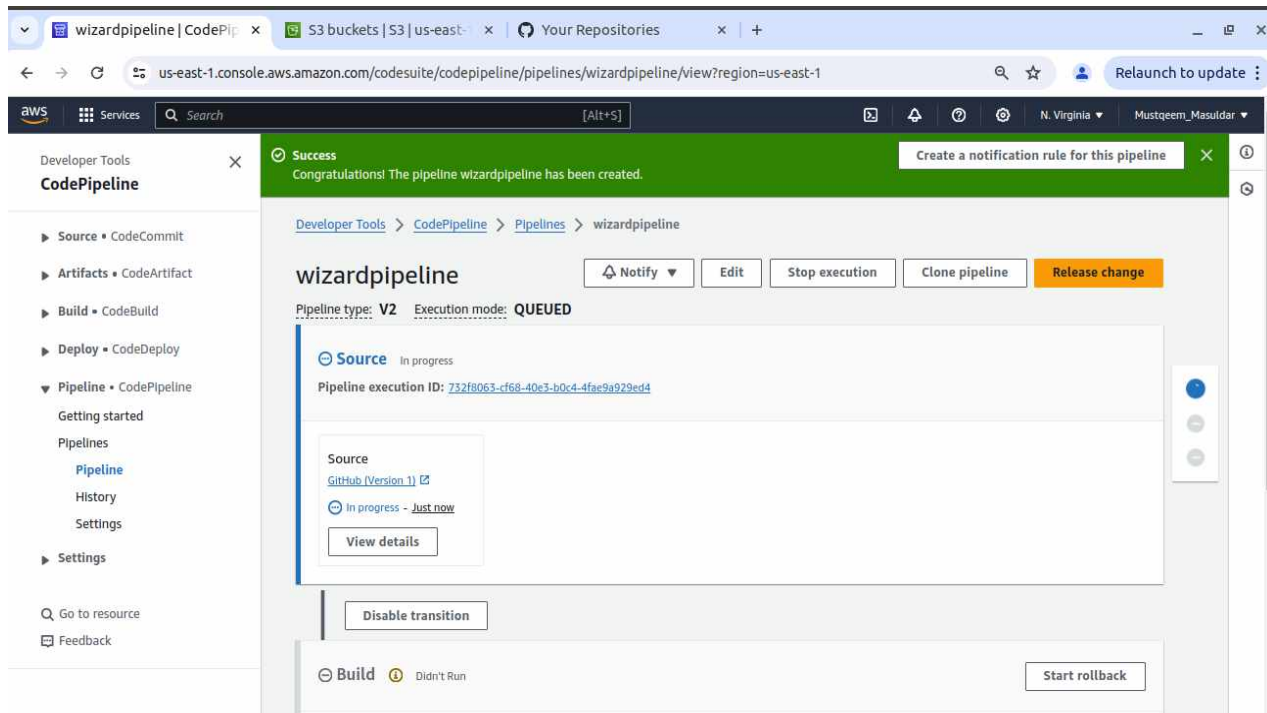 wizardpipeline | CodePip
S3 buckets | S3 | us-east-
Your Repositories
us-east-1.console.aws.amazon.com/codesuite/codepipeline/pipelines/wizardpipeline/view?region=us-east-1
Relaunch to update
aws
Services
Search
[Alt+S]
N. Virginia
Mustqeem_Masuldar
Developer Tools
CodePipeline
Source • CodeCommit
Artifacts • CodeArtifact
Build • CodeBuild
Deploy • CodeDeploy
Pipeline • CodePipeline
Getting started
Pipelines
Pipeline
History
Settings
Settings
Go to resource
Feedback
Success
Congratulations! The pipeline wizardpipeline has been created.
Create a notification rule for this pipeline
Developer Tools > CodePipeline > Pipelines > wizardpipeline
wizardpipeline
Notify
Edit
Stop execution
Clone pipeline
Release change
Pipeline type: V2 Execution mode: QUEUED
Source In progress
Pipeline execution ID: 732f8063-cf68-40e3-b0c4-4fae9a929ed4
Source
GitHub (Version 1)
In progress - Just now
View details
Disable transition
Build Didn't Run
Start rollback